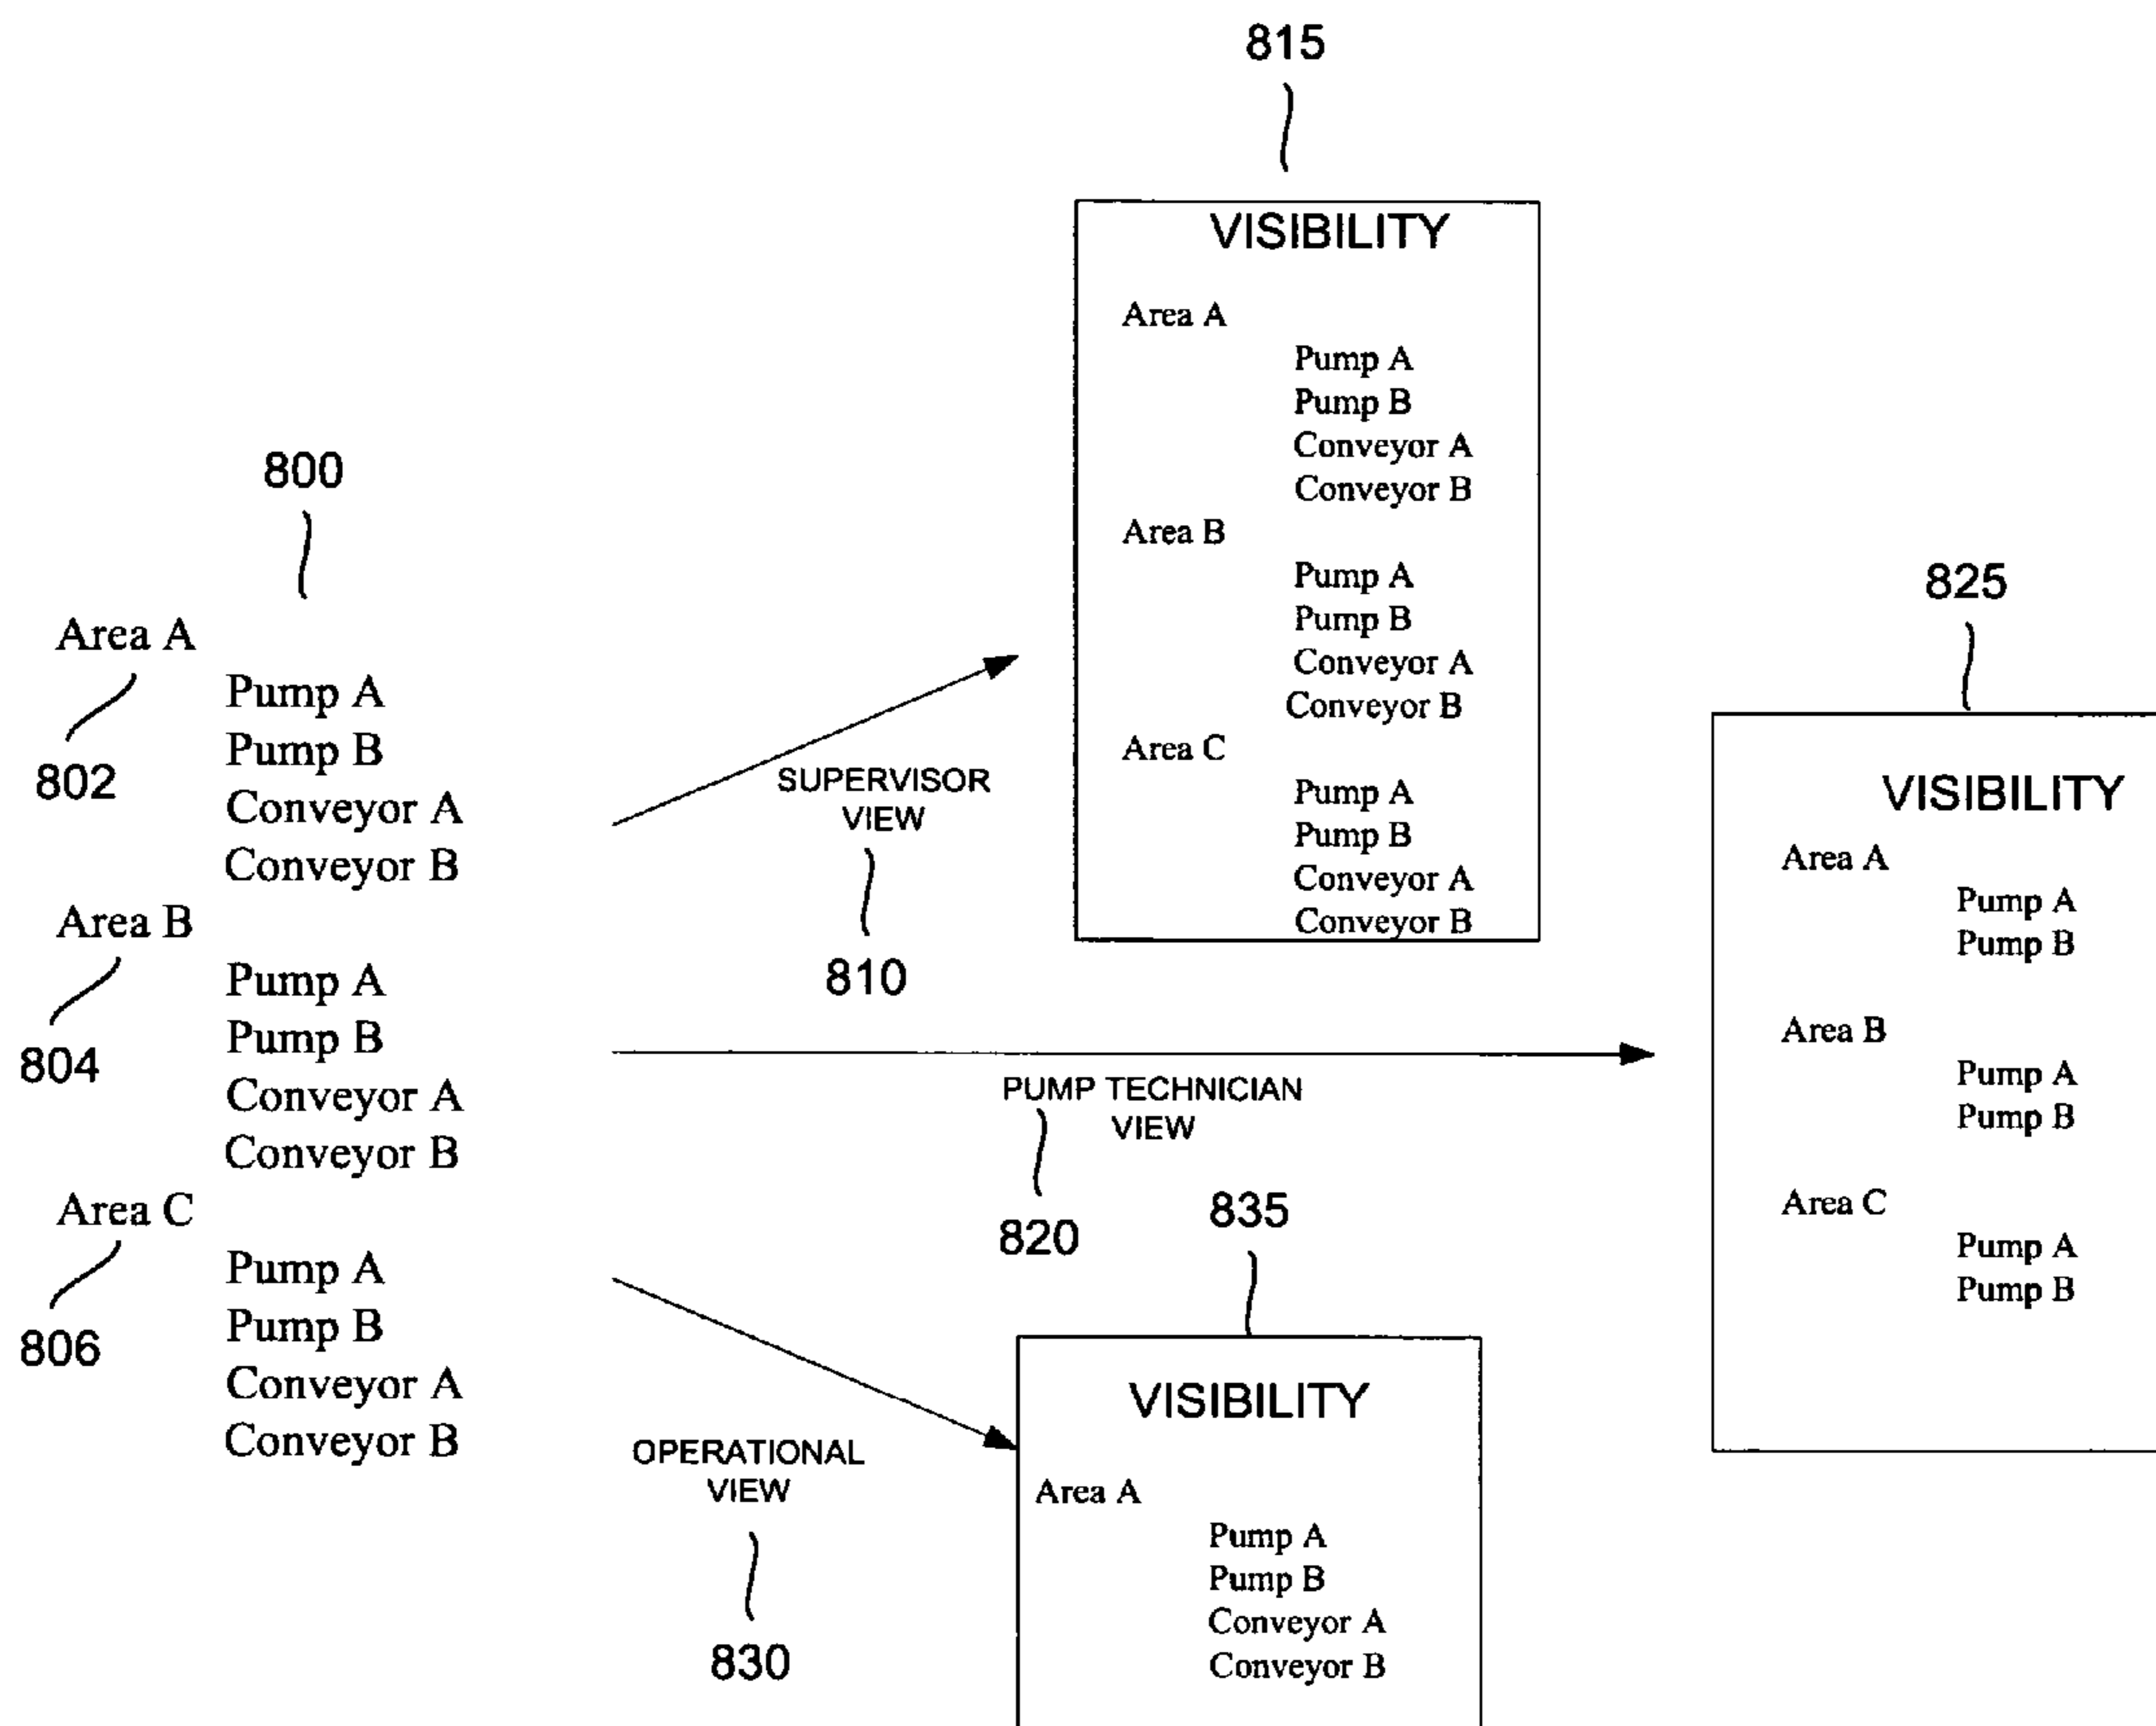 800
Area A
802
Pump A
Pump B
Conveyor A
Conveyor B
Area B
804
Pump A
Pump B
Conveyor A
Conveyor B
Area C
806
Pump A
Pump B
Conveyor A
Conveyor B
SUPERVISOR
VIEW
810
815
VISIBILITY
Area A
Pump A
Pump B
Conveyor A
Conveyor B
Area B
Pump A
Pump B
Conveyor A
Conveyor B
Area C
Pump A
Pump B
Conveyor A
Conveyor B
PUMP TECHNICIAN
VIEW
820
825
VISIBILITY
Area A
Pump A
Pump B
Area B
Pump A
Pump B
Area C
Pump A
Pump B
OPERATIONAL
VIEW
830
835
VISIBILITY
Area A
Pump A
Pump B
Conveyor A
Conveyor B